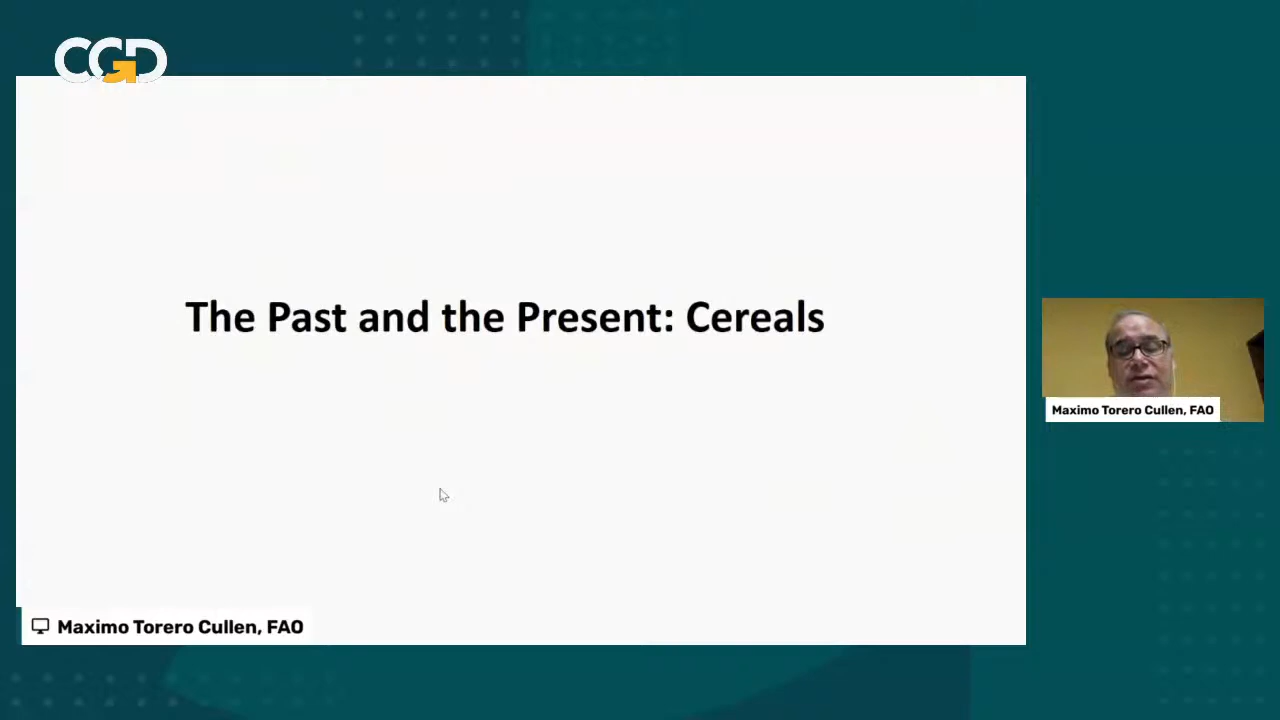 CGD
The Past and the Present: Cereals
Maximo Torero Cullen, FAO
Maximo Torero Cullen, FAO